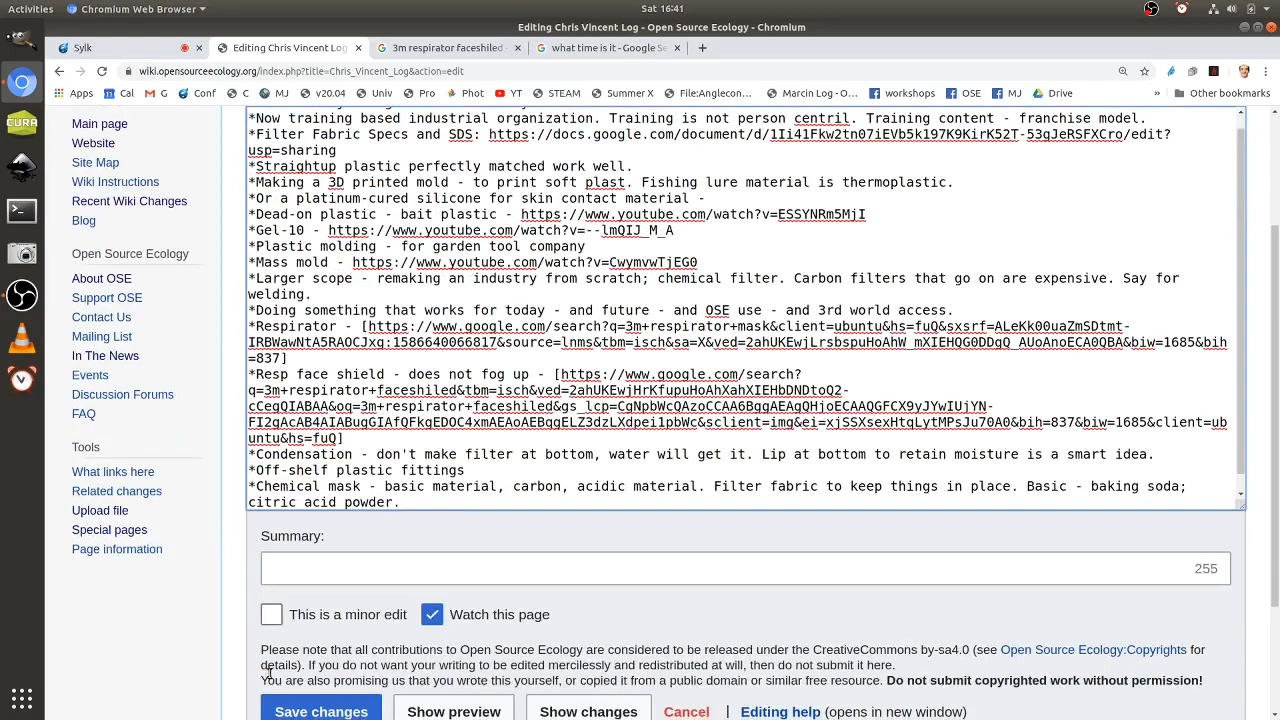 Activities
Chromium Web Browser
Sat 16:41
Editing Chris Vincent Log - Open Source Ecology - Chromium
Sylk
Editing Chris Vincent Log
3m respirator faceshiled
what time is it - Google Se
wiki.opensourceecology.org/index.php?title=Chris_Vincent_Log&action=edit
Apps
Cal
G
Conf
C
MJ
v20.04
Univ
Pro
Phot
YT
STEAM
Summer X
File:Anglecon...
Marcin Log - O...
workshops
OSE
MJ
Drive
»
Other bookmarks
Main page
Website
Site Map
Wiki Instructions
Recent Wiki Changes
Blog
Open Source Ecology
About OSE
Support OSE
Contact Us
Mailing List
In The News
Events
Discussion Forums
FAQ
Tools
What links here
Related changes
Upload file
Special pages
Page information
*Now training based industrial organization. Training is not person centril. Training content - franchise model.
*Filter Fabric Specs and SDS: https://docs.google.com/document/d/1Ii41Fkw2tn07iEVb5k197K9KirK52T-53qJeRSFXCro/edit?
usp=sharing
*Straightup plastic perfectly matched work well.
*Making a 3D printed mold - to print soft plast. Fishing lure material is thermoplastic.
*Or a platinum-cured silicone for skin contact material -
*Dead-on plastic - bait plastic - https://www.youtube.com/watch?v=ESSYNRm5MjI
*Gel-10 - https://www.youtube.com/watch?v=--lmQIJ_M_A
*Plastic molding - for garden tool company
*Mass mold - https://www.youtube.com/watch?v=CwymvwTjEG0
*Larger scope - remaking an industry from scratch; chemical filter. Carbon filters that go on are expensive. Say for
welding.
*Doing something that works for today - and future - and OSE use - and 3rd world access.
*Respirator - [https://www.google.com/search?q=3m+respirator+mask&client=ubuntu&hs=fuQ&sxsrf=ALeKk00uaZmSDtmt-
IRBWawNtA5RAOCJxg:1586640066817&source=lnms&tbm=isch&sa=X&ved=2ahUKEwjLrsbspuHoAhW_mXIEHQG0DDgQ_AUoAnoECA0QBA&biw=1685&bih
=837]
*Resp face shield - does not fog up - [https://www.google.com/search?
q=3m+respirator+faceshiled&tbm=isch&ved=2ahUKEwjHrKfupuHoAhXahXIEHbDNDtoQ2-
cCegQIABAA&oq=3m+respirator+faceshiled&gs_lcp=CgNpbWcQAzoCCAA6BggAEAgQHjoECAAQGFCX9yJYwIUjYN-
FI2gAcAB4AIABugGIAfQFkgEDOC4xmAEAoAEBqgELZ3dzLXdpei1pbWc&sclient=img&ei=xjSSXsexHtqLytMPsJu70A0&bih=837&biw=1685&client=ub
untu&hs=fuQ]
*Condensation - don't make filter at bottom, water will get it. Lip at bottom to retain moisture is a smart idea.
*Off-shelf plastic fittings
*Chemical mask - basic material, carbon, acidic material. Filter fabric to keep things in place. Basic - baking soda;
citric acid powder.
Summary:
255
This is a minor edit
Watch this page
Please note that all contributions to Open Source Ecology are considered to be released under the CreativeCommons by-sa4.0 (see Open Source Ecology:Copyrights for
details). If you do not want your writing to be edited mercilessly and redistributed at will, then do not submit it here.
You are also promising us that you wrote this yourself, or copied it from a public domain or similar free resource. Do not submit copyrighted work without permission!
Save changes
Show preview
Show changes
Cancel
|
Editing help (opens in new window)
CURA